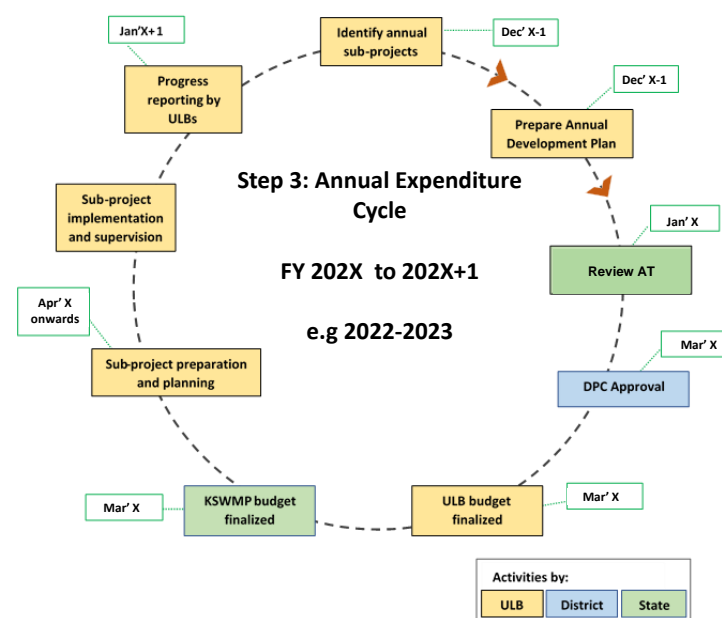 Jan'X+1
Identify annual
sub-projects
Dec' X-1
Progress
reporting by
ULBs
Dec' X-1
Prepare Annual
Development Plan
Step 3: Annual Expenditure
Cycle
FY 202X to 202X+1
e.g 2022-2023
Sub-project
implementation
and supervision
Jan' X
Review AT
Apr' X
onwards
Mar' X
Sub-project preparation
and planning
DPC Approval
Mar' X
KSWMP budget
finalized
ULB budget
finalized
Mar' X
Activities by:
ULB
District
State